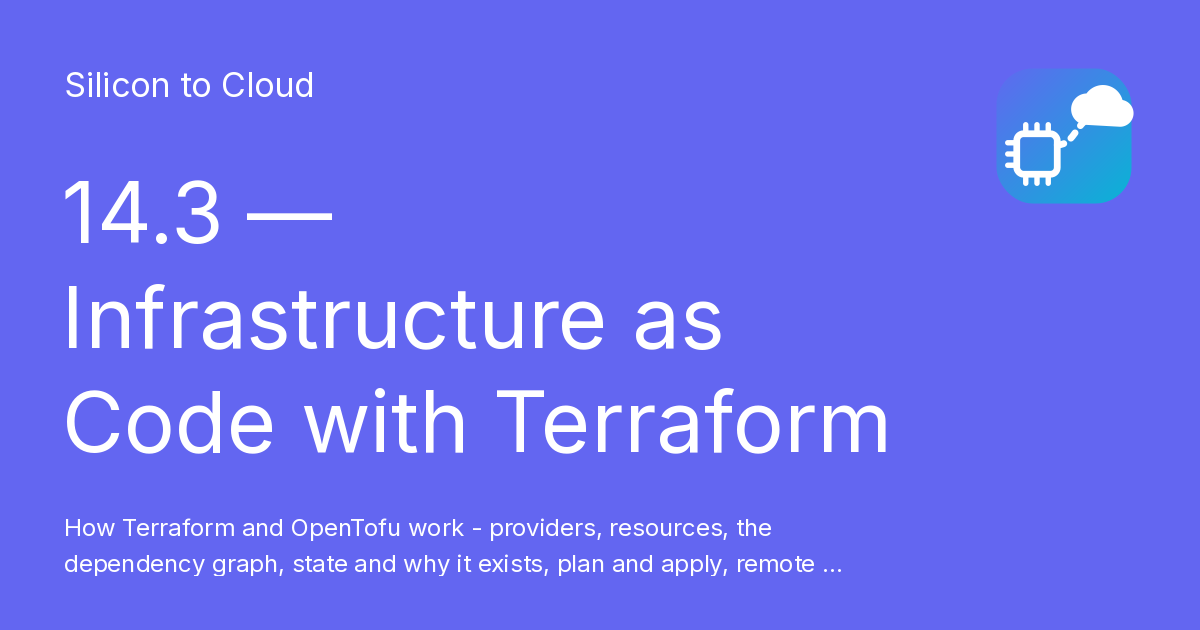 Silicon to Cloud
14.3 —
Infrastructure as
Code with Terraform
How Terraform and OpenTofu work - providers, resources, the
dependency graph, state and why it exists, plan and apply, remote ...